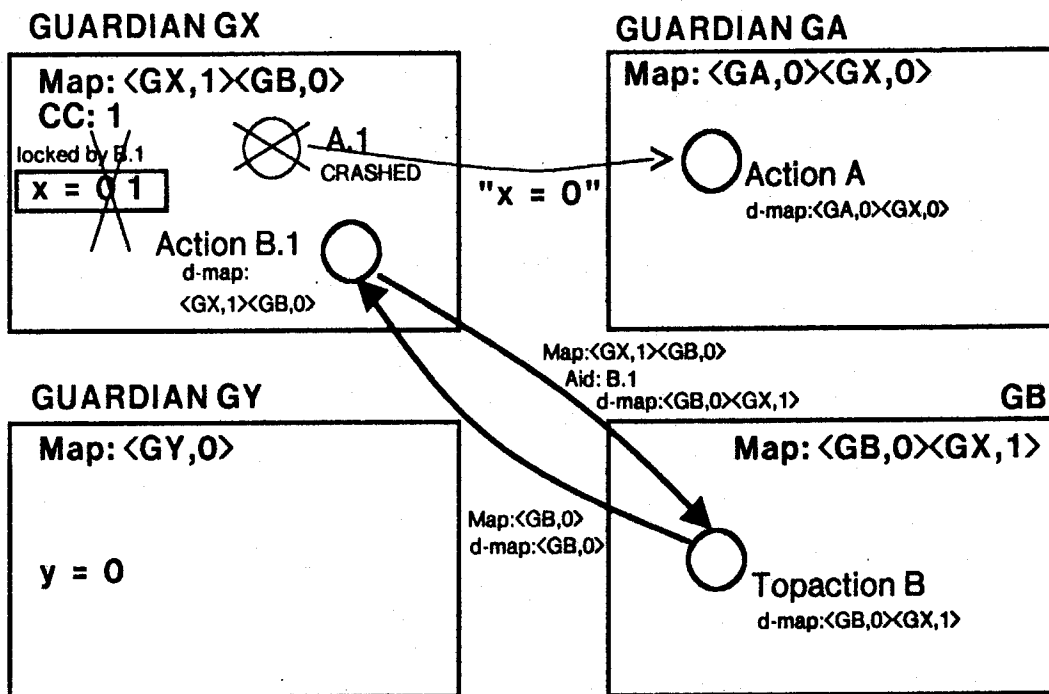 GUARDIAN GX
Map: <GX,1><GB,0>
CC: 1
locked by B.1
x = 0 1
A.1
CRASHED
"x = 0"
Action B.1
d-map:
<GX,1><GB,0>
GUARDIAN GA
Map: <GA,0><GX,0>
Action A
d-map:<GA,0><GX,0>
Map:<GX,1><GB,0>
Aid: B.1
d-map:<GB,0><GX,1>
GUARDIAN GY
Map: <GY,0>
y = 0
Map:<GB,0>
d-map:<GB,0>
GB
Map: <GB,0><GX,1>
Topaction B
d-map:<GB,0><GX,1>